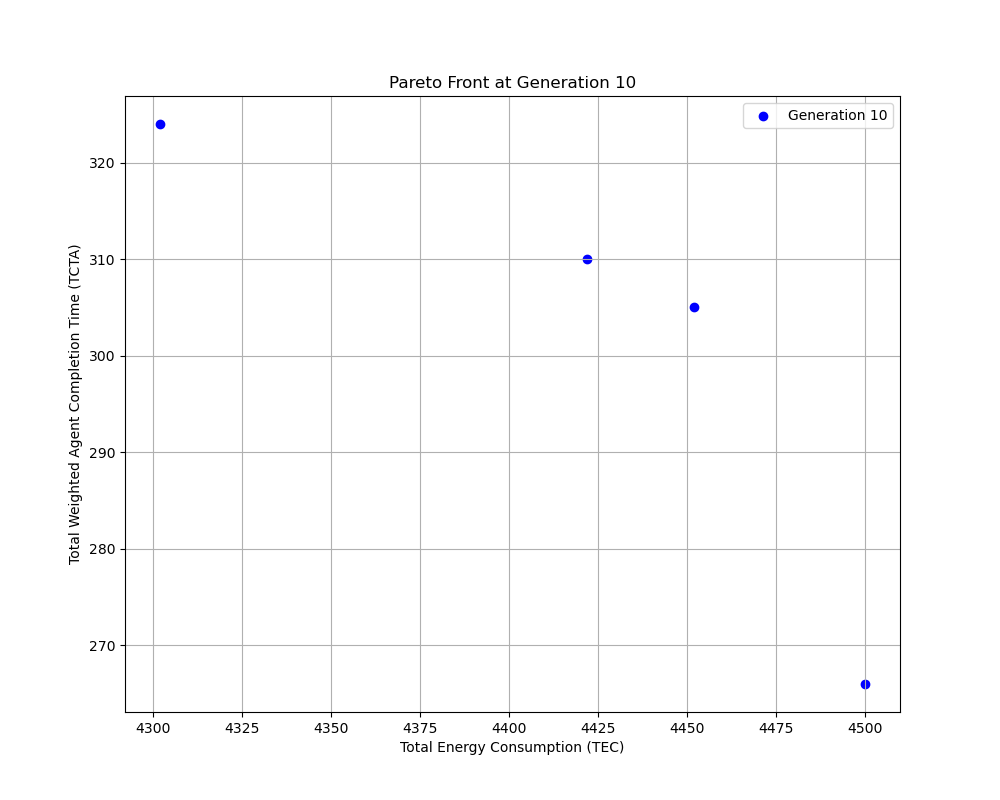 Pareto Front at Generation 10
Generation 10
Total Weighted Agent Completion Time (TCTA)
320
310
300
290
280
270
4300 4325 4350 4375 4400 4425 4450 4475 4500
Total Energy Consumption (TEC)